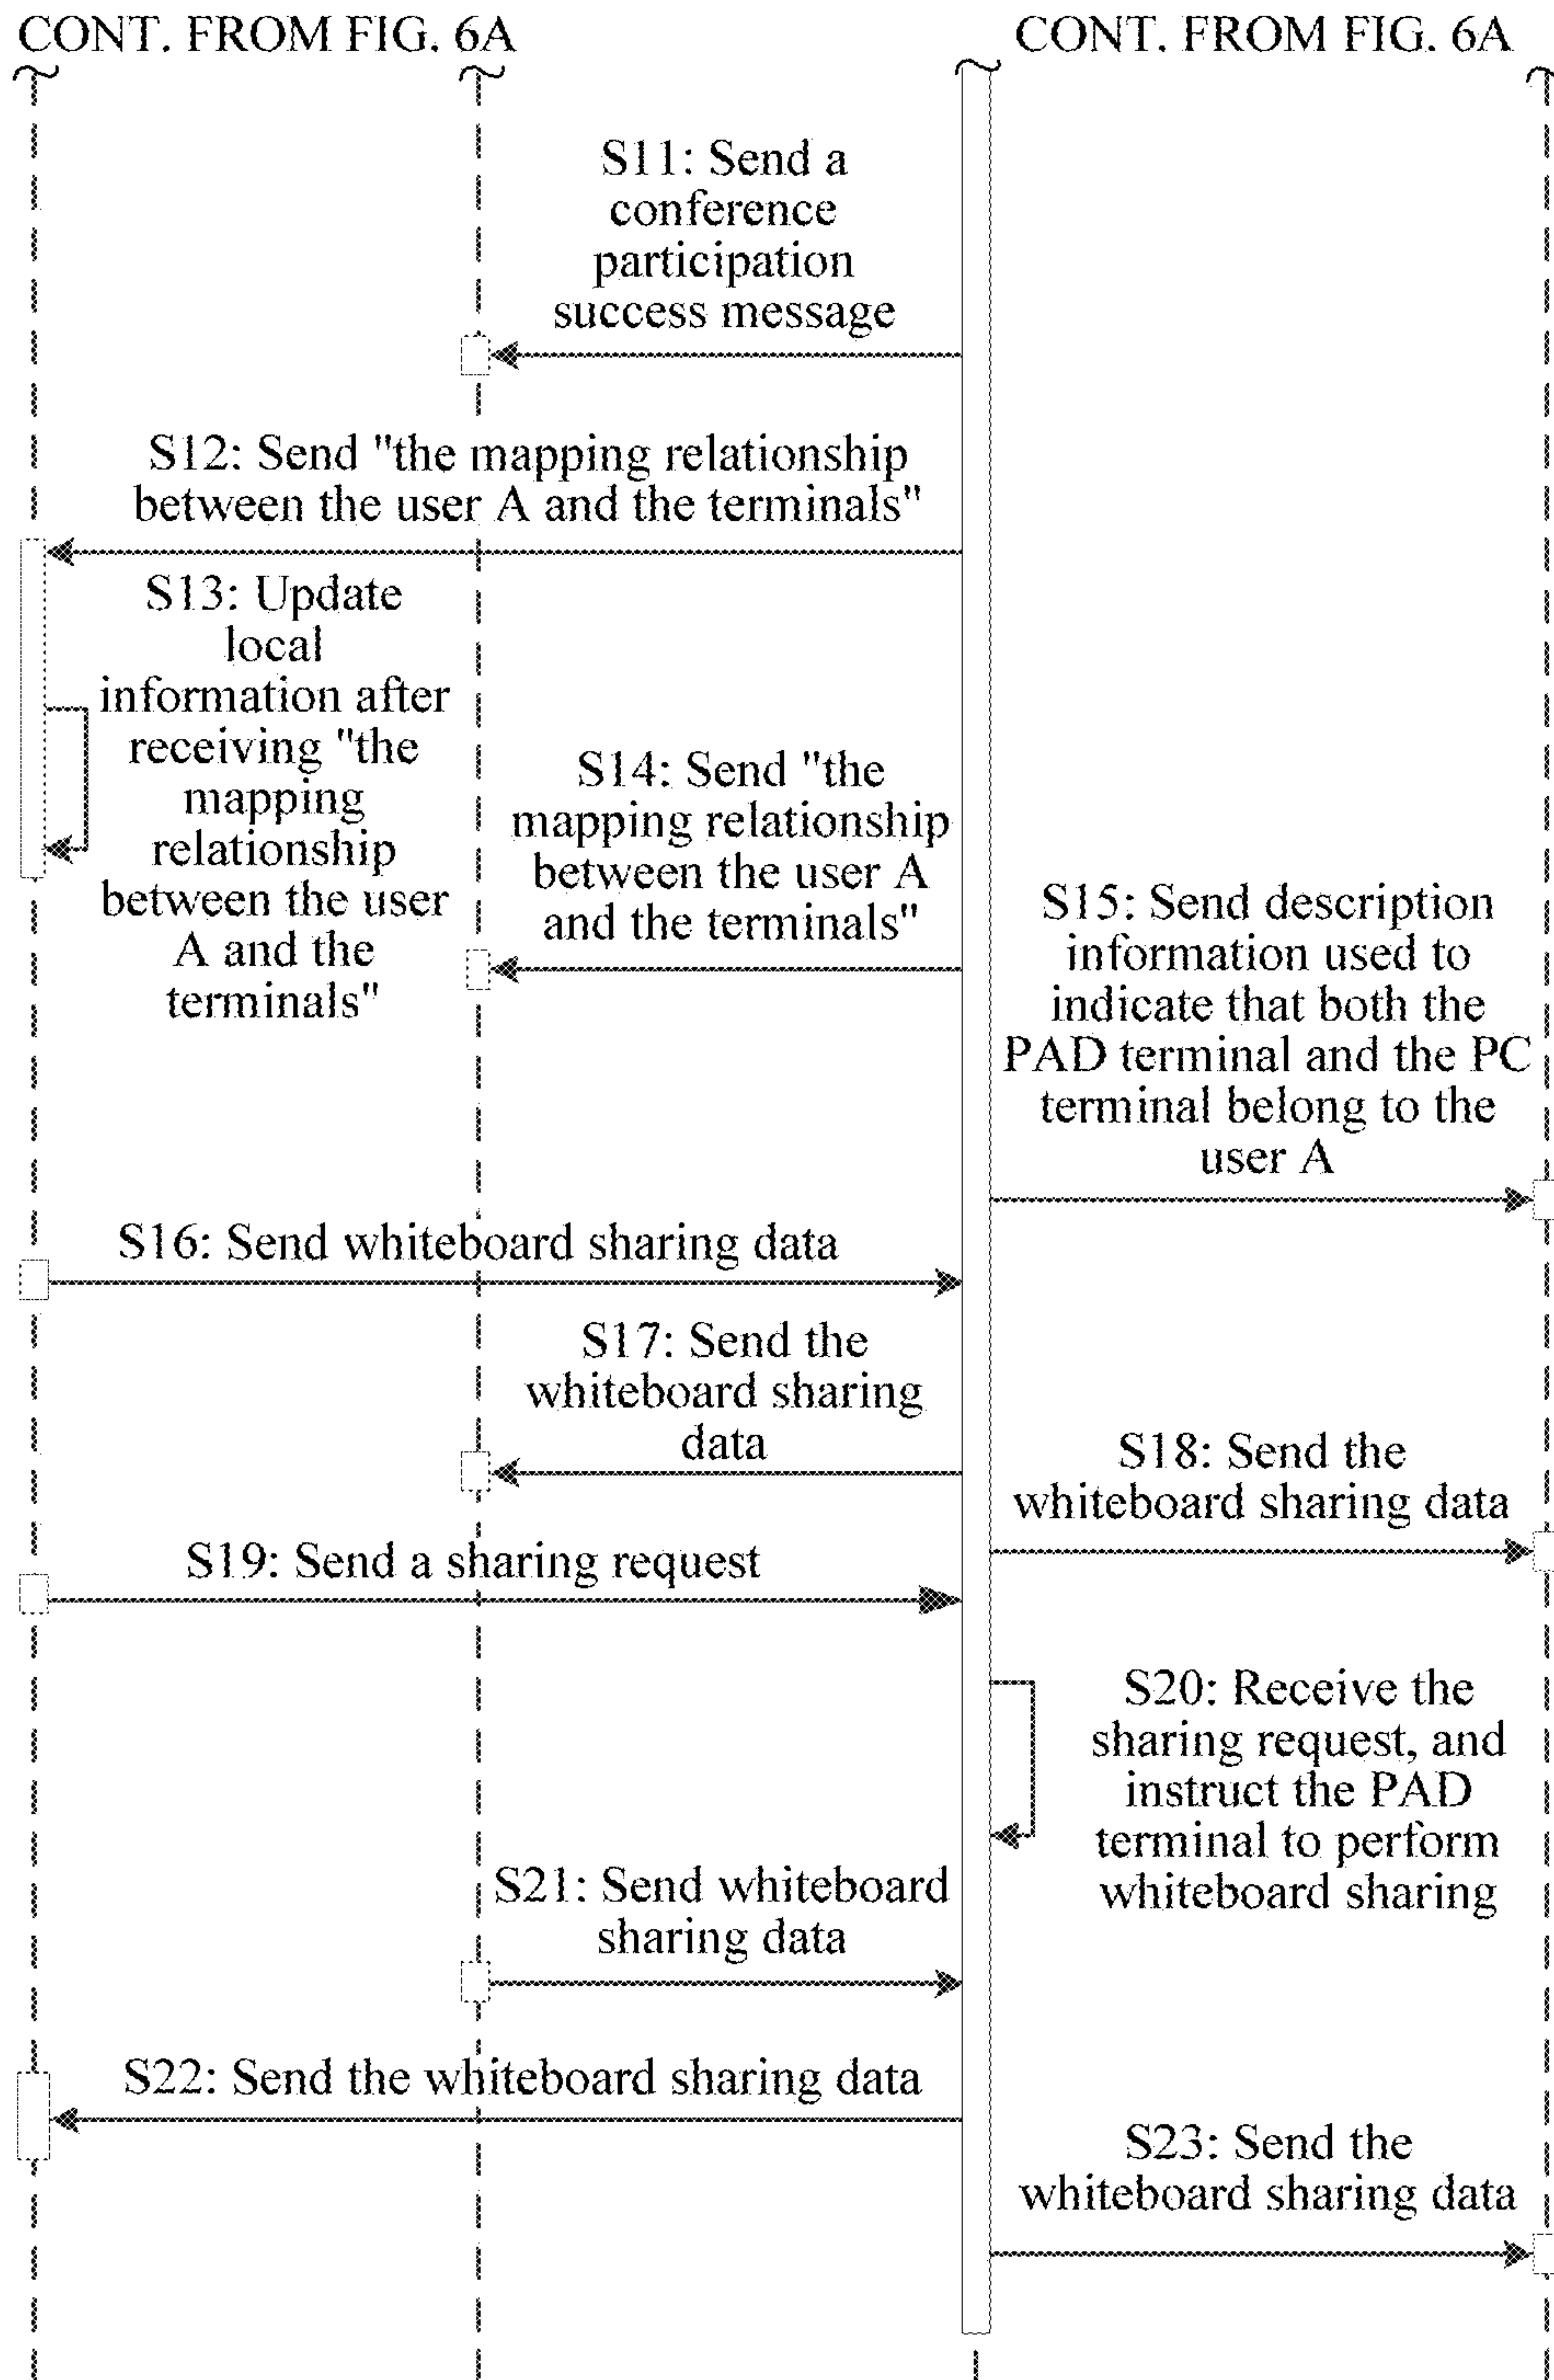 CONT. FROM FIG. 6A
CONT. FROM FIG. 6A
S11: Send a
conference
participation
success message
S12: Send "the mapping relationship
between the user A and the terminals"
S13: Update
local
information after
receiving "the
mapping
relationship
between the user
A and the
terminals"
S14: Send "the
mapping relationship
between the user A
and the terminals"
S15: Send description
information used to
indicate that both the
PAD terminal and the PC
terminal belong to the
user A
S16: Send whiteboard sharing data
S17: Send the
whiteboard sharing
data
S18: Send the
whiteboard sharing data
S19: Send a sharing request
S20: Receive the
sharing request, and
instruct the PAD
terminal to perform
whiteboard sharing
S21: Send whiteboard
sharing data
S22: Send the whiteboard sharing data
S23: Send the
whiteboard sharing data